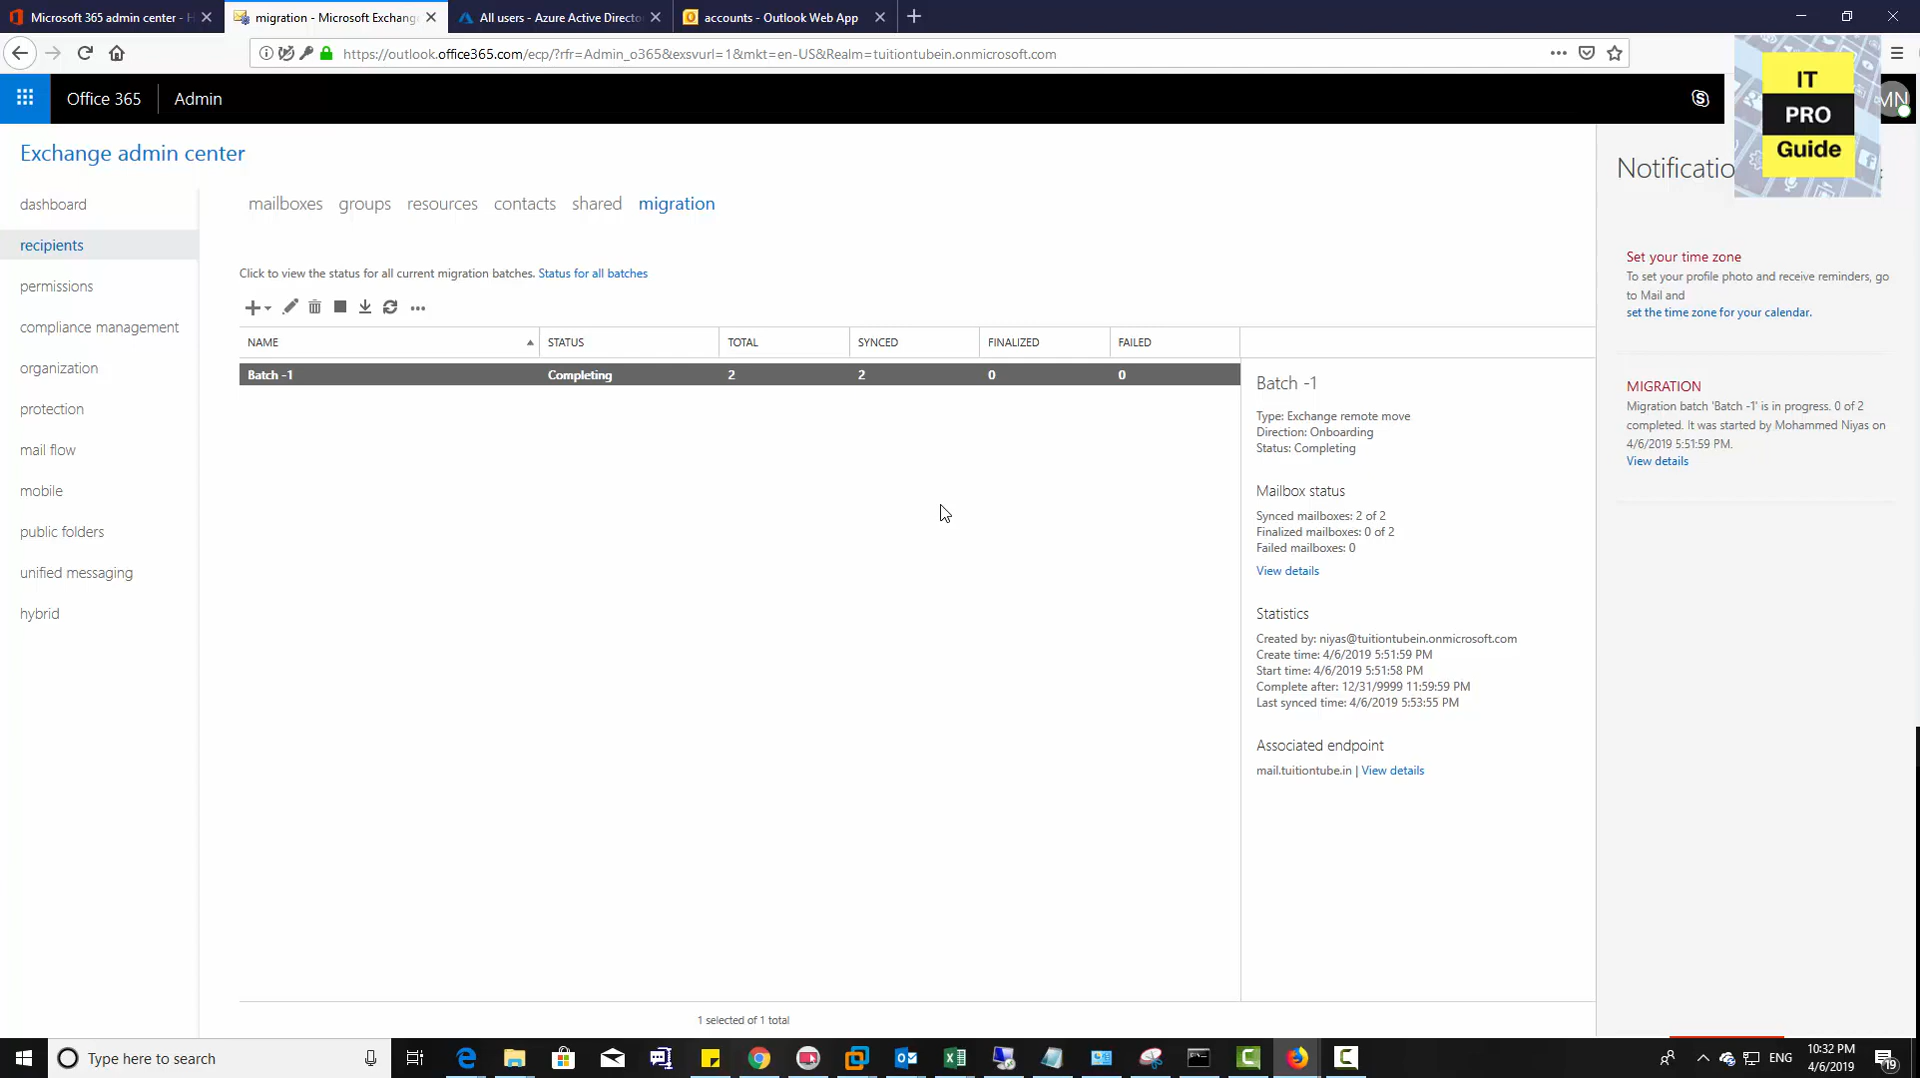 Microsoft 365 admin center - H
migration - Microsoft Exchange
All users - Azure Active Directo
accounts - Outlook Web App
https://outlook.office365.com/ecp/?rfr=Admin_o365&exsvurl=1&mkt=en-US&Realm=tuitiontubein.onmicrosoft.com
Office 365
Admin
MN
IT
PRO
Guide
Exchange admin center
dashboard
recipients
permissions
compliance management
organization
protection
mail flow
mobile
public folders
unified messaging
hybrid
mailboxes groups resources contacts shared migration
Click to view the status for all current migration batches. Status for all batches
NAME STATUS TOTAL SYNCED FINALIZED FAILED
Batch -1 Completing 2 2 0 0
Batch -1
Type: Exchange remote move
Direction: Onboarding
Status: Completing
Mailbox status
Synced mailboxes: 2 of 2
Finalized mailboxes: 0 of 2
Failed mailboxes: 0
View details
Statistics
Created by: niyas@tuitiontubein.onmicrosoft.com
Create time: 4/6/2019 5:51:59 PM
Start time: 4/6/2019 5:51:58 PM
Complete after: 12/31/9999 11:59:59 PM
Last synced time: 4/6/2019 5:53:55 PM
Associated endpoint
mail.tuitiontube.in | View details
1 selected of 1 total
Notificatio
Set your time zone
To set your profile photo and receive reminders, go
to Mail and
set the time zone for your calendar.
MIGRATION
Migration batch 'Batch -1' is in progress. 0 of 2
completed. It was started by Mohammed Niyas on
4/6/2019 5:51:59 PM.
View details
Type here to search
ENG
10:32 PM
4/6/2019
19